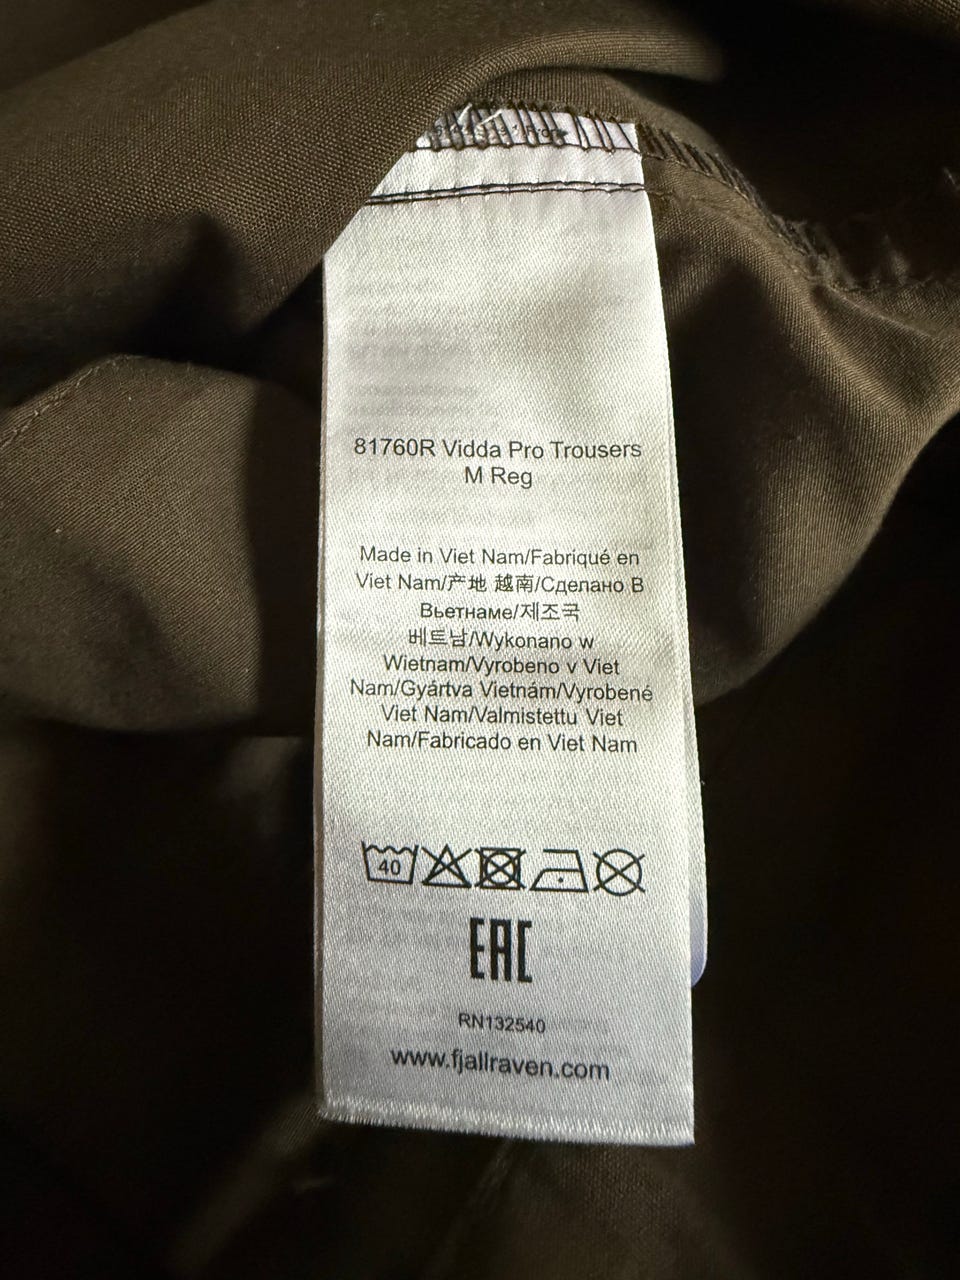 81760R Vidda Pro Trousers
M Reg
Made in Viet Nam/Fabriqué en
Viet Nam/产地 越南/Сделано В
Вьетнаме/제조국
베트남/Wykonano w
Wietnam/Vyrobeno v Viet
Nam/Gyártva Vietnám/Vyrobené
Viet Nam/Valmistettu Viet
Nam/Fabricado en Viet Nam
40
EAC
RN132540
www.fjallraven.com